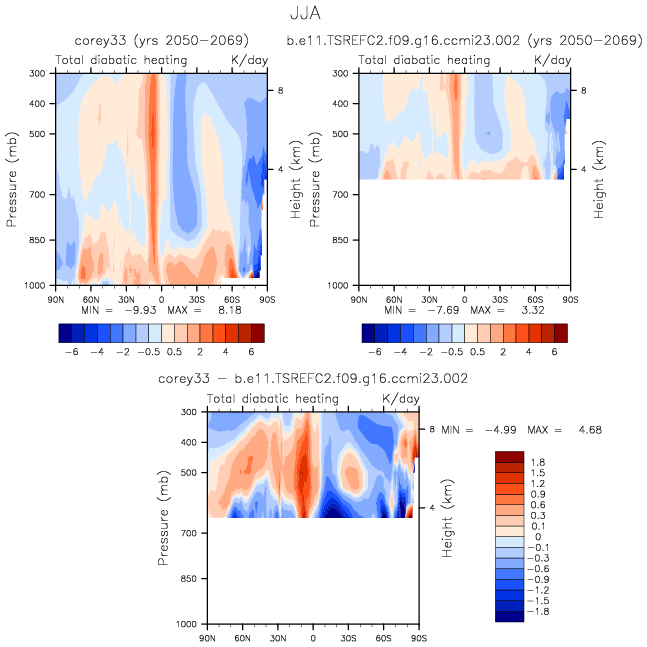 JJA
corey33 (yrs 2050-2069)
b.e11.TSREFC2.f09.g16.ccmi23.002 (yrs 2050-2069)
Total diabatic heating K/day
Total diabatic heating K/day
300
400
500
700
850
1000
Pressure (mb)
8
4
Height (km)
90N 60N 30N 0 30S 60S 90S
MIN = -9.93 MAX = 8.18
-6 -4 -2 -0.5 0.5 2 4 6
300
400
500
700
850
1000
Pressure (mb)
8
4
Height (km)
90N 60N 30N 0 30S 60S 90S
MIN = -7.69 MAX = 3.32
-6 -4 -2 -0.5 0.5 2 4 6
corey33 - b.e11.TSREFC2.f09.g16.ccmi23.002
Total diabatic heating K/day
300
400
500
700
850
1000
Pressure (mb)
8
4
Height (km)
90N 60N 30N 0 30S 60S 90S
MIN = -4.99 MAX = 4.68
1.8
1.5
1.2
0.9
0.6
0.3
0.1
0
-0.1
-0.3
-0.6
-0.9
-1.2
-1.5
-1.8